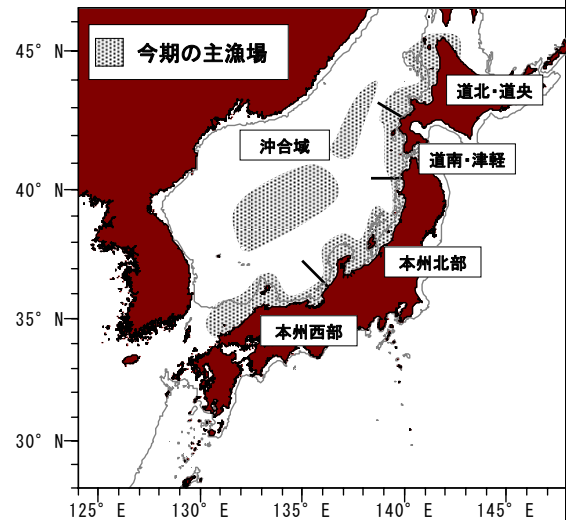 今期の主漁場
道北・道央
沖合域
道南・津軽
本州北部
本州西部
45° N
40° N
35° N
30° N
125° E
130° E
135° E
140° E
145° E